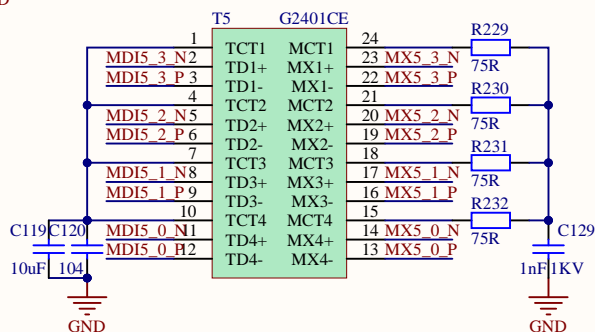 D
T5 G2401CE
1 TCT1 MCT1 24 R229
MDI5_3_N 2 TD1+ MX1+ 23 MX5_3_N 75R
MDI5_3_P 3 TD1- MX1- 22 MX5_3_P
4 TCT2 MCT2 21 R230
MDI5_2_N 5 TD2+ MX2+ 20 MX5_2_N 75R
MDI5_2_P 6 TD2- MX2- 19 MX5_2_P
7 TCT3 MCT3 18 R231
MDI5_1_N 8 TD3+ MX3+ 17 MX5_1_N 75R
MDI5_1_P 9 TD3- MX3- 16 MX5_1_P
10 TCT4 MCT4 15 R232
C119 C120 MDI5_0_N 11 TD4+ MX4+ 14 MX5_0_N 75R C129
MDI5_0_P 12 TD4- MX4- 13 MX5_0_P
10uF 104 1nF/1KV
GND GND